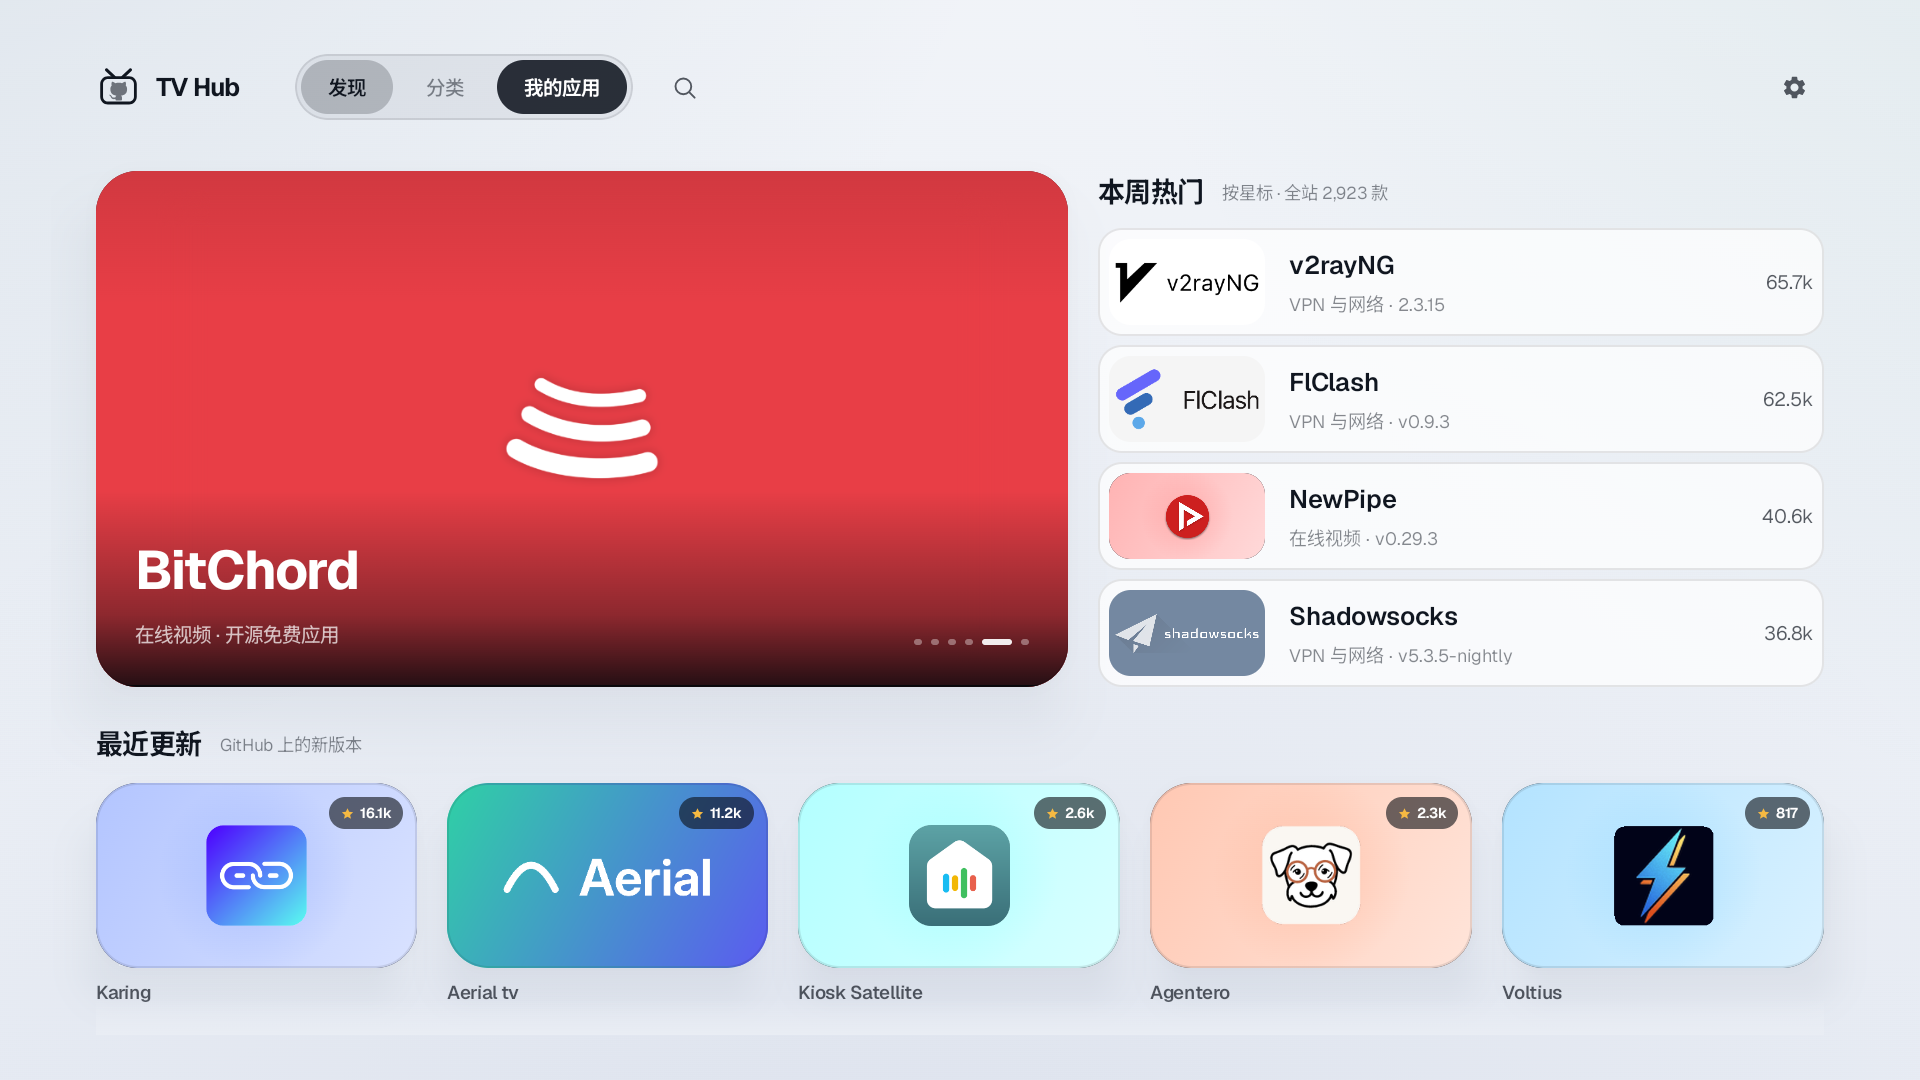 TV Hub
发现
分类
我的应用
BitChord
在线视频 · 开源免费应用
本周热门
按星标 · 全站 2,923 款
v2rayNG
v2rayNG
VPN 与网络 · 2.3.15
65.7k
FlClash
FlClash
VPN 与网络 · v0.9.3
62.5k
NewPipe
在线视频 · v0.29.3
40.6k
shadowsocks
Shadowsocks
VPN 与网络 · v5.3.5-nightly
36.8k
最近更新
GitHub 上的新版本
16.1k
Karing
11.2k
Aerial
Aerial tv
2.6k
Kiosk Satellite
2.3k
Agentero
817
Voltius